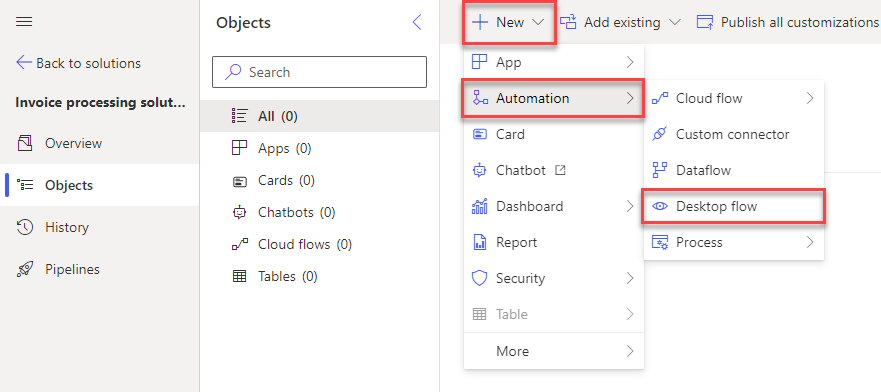 Back to solutions
Invoice processing solut...
Overview
Objects
History
Pipelines
Objects
Search
All (0)
Apps (0)
Cards (0)
Chatbots (0)
Cloud flows (0)
Tables (0)
New
Add existing
Publish all customizations
App
Automation
Card
Chatbot
Dashboard
Report
Security
Table
More
Cloud flow
Custom connector
Dataflow
Desktop flow
Process